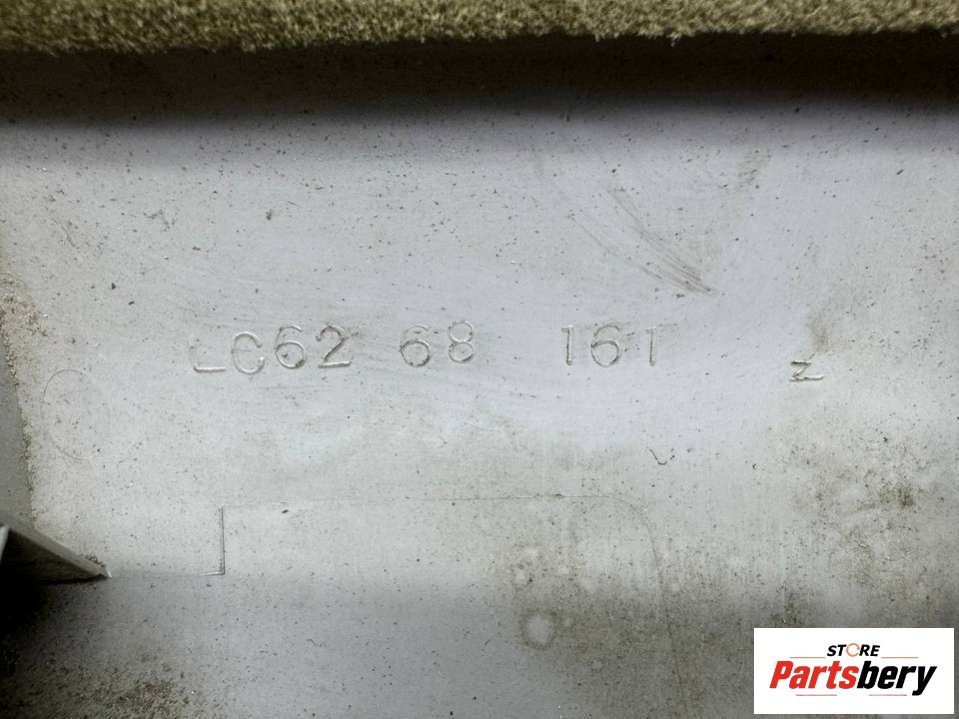 LC62 68 161 Z
STORE
Partsbery